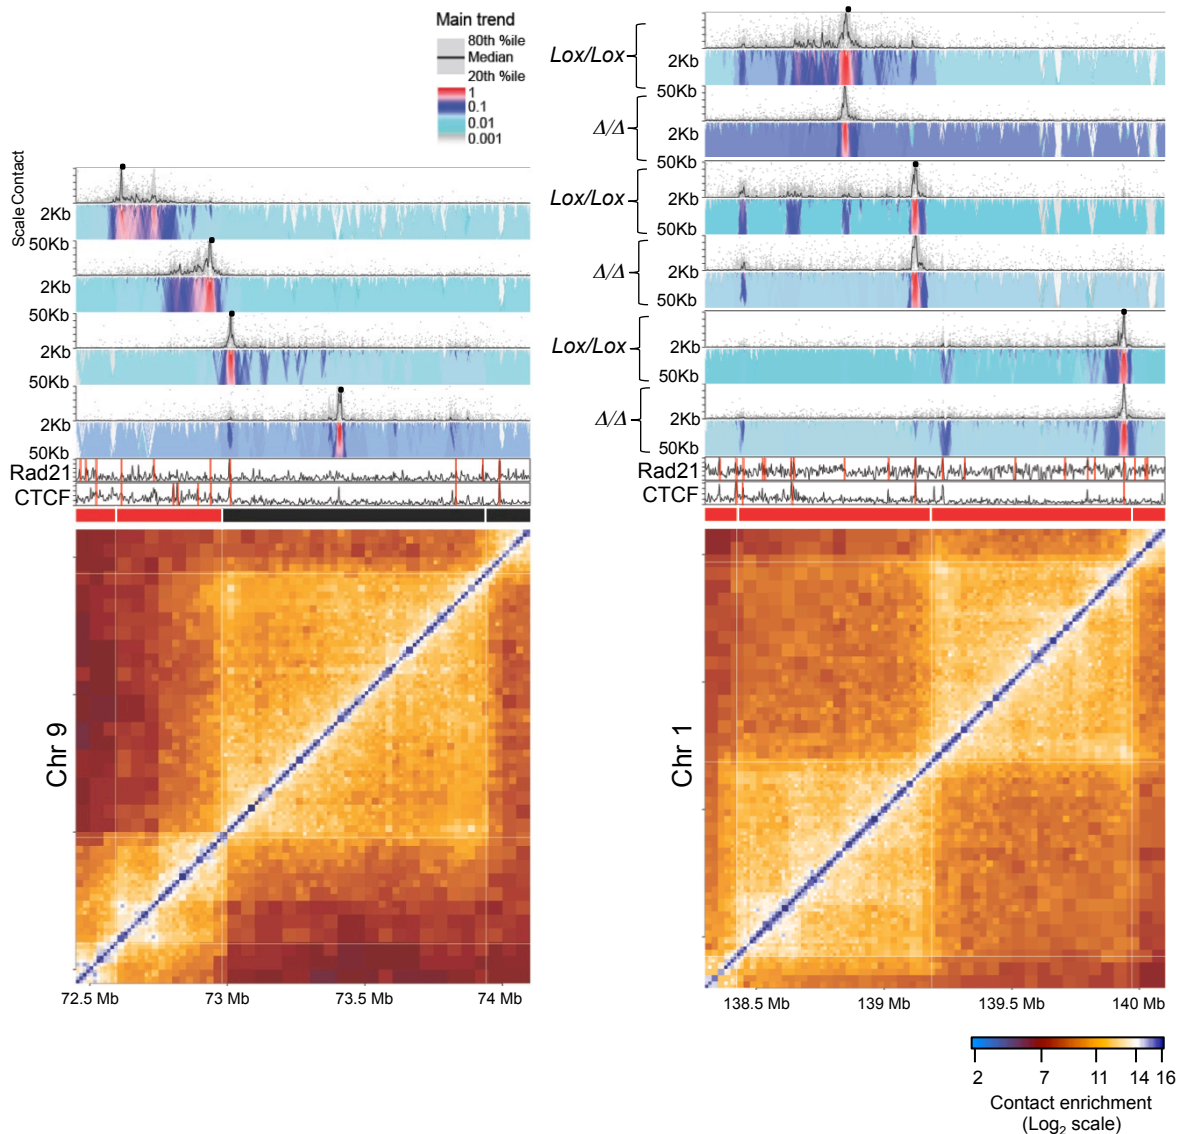 Main trend
80th %ile
Median
20th %ile
1
0.1
0.01
0.001
Contact
Scale
2Kb
50Kb
2Kb
50Kb
2Kb
50Kb
2Kb
50Kb
Rad21
CTCF
Chr 9
72.5 Mb
73 Mb
73.5 Mb
74 Mb
Lox/Lox
2Kb
50Kb
Δ/Δ
2Kb
50Kb
Lox/Lox
2Kb
50Kb
Δ/Δ
2Kb
50Kb
Lox/Lox
2Kb
50Kb
Δ/Δ
2Kb
50Kb
Rad21
CTCF
Chr 1
138.5 Mb
139 Mb
139.5 Mb
140 Mb
2 7 11 14 16
Contact enrichment
(Log2 scale)